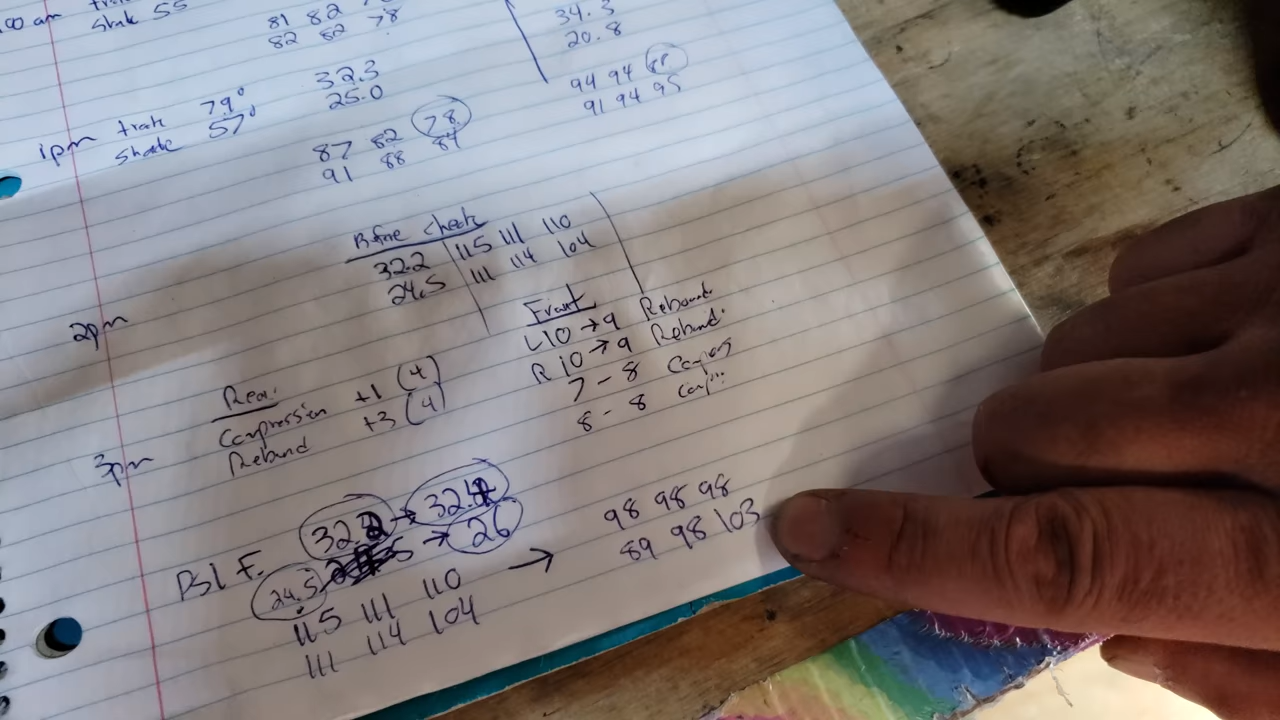 .00 am
shade 55
81 82
82 82 78
34.3
20.8
94 94 88
91 94 95
32.3
25.0
1pm track 79°
shade 57°
87 82 78
91 88 84
2pm
Before Check
32.2 115 111 110
24.5 111 114 104
3pm
Rear
Compression +1 (4)
Rebound +3 (4)
Front
L 10 → 9 Rebound
R 10 → 9 Rebound
7 - 8 Comp
8 - 8 Comp
PSI F. 32.2 → 32.4
24.5 → 26
115 111 110 →
111 114 104
98 98 98
89 98 103